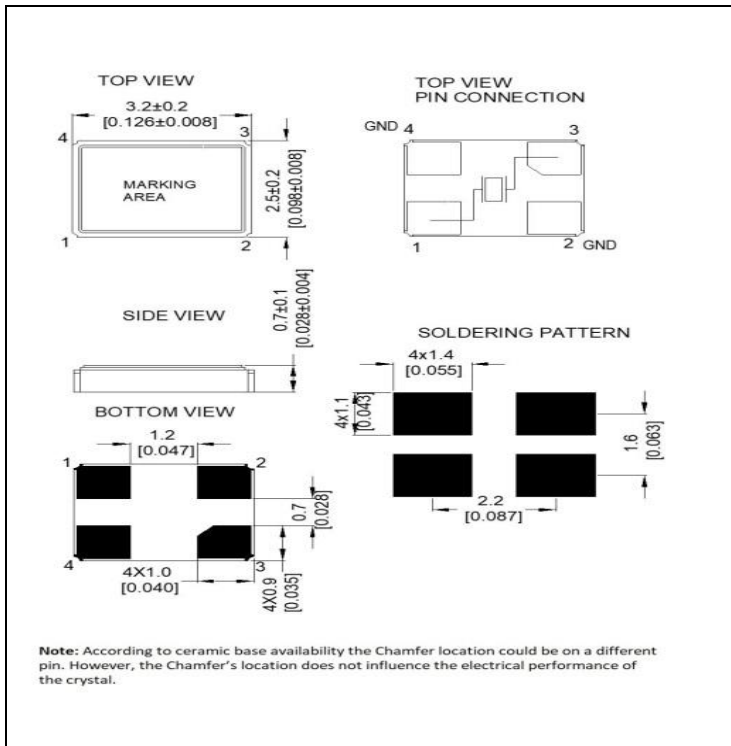 TOP VIEW
3.2±0.2
[0.126±0.008]
4
3
MARKING
AREA
1
2
2.5±0.2
[0.098±0.008]
TOP VIEW
PIN CONNECTION
GND 4
3
1
2 GND
SIDE VIEW
0.7±0.1
[0.028±0.004]
SOLDERING PATTERN
4x1.4
[0.055]
4x1.1
[0.043]
1.6
[0.063]
2.2
[0.087]
BOTTOM VIEW
1.2
[0.047]
1
2
0.7
[0.028]
4
3
4X1.0
[0.040]
4X0.9
[0.035]
Note: According to ceramic base availability the Chamfer location could be on a different
pin. However, the Chamfer's location does not influence the electrical performance of
the crystal.